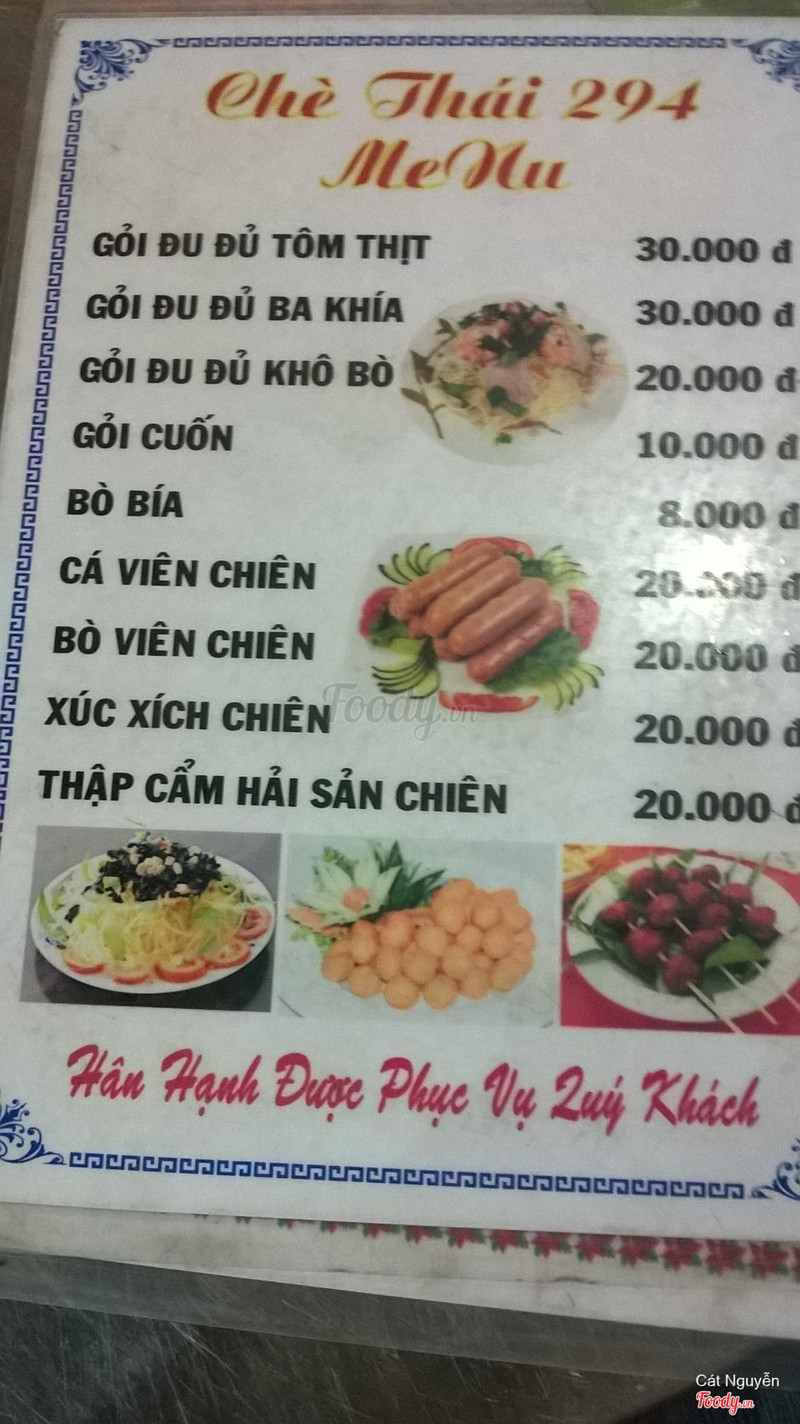 Chè Thái 294
MeNu
GỎI ĐU ĐỦ TÔM THỊT 30.000 đ
GỎI ĐU ĐỦ BA KHÍA 30.000 đ
GỎI ĐU ĐỦ KHÔ BÒ 20.000 đ
GỎI CUỐN 10.000 đ
BÒ BÍA 8.000 đ
CÁ VIÊN CHIÊN 20.000 đ
BÒ VIÊN CHIÊN 20.000 đ
XÚC XÍCH CHIÊN 20.000 đ
Foody.vn
THẬP CẨM HẢI SẢN CHIÊN 20.000 đ
Hân Hạnh Được Phục Vụ Quý Khách
Cát Nguyễn
Foody.vn